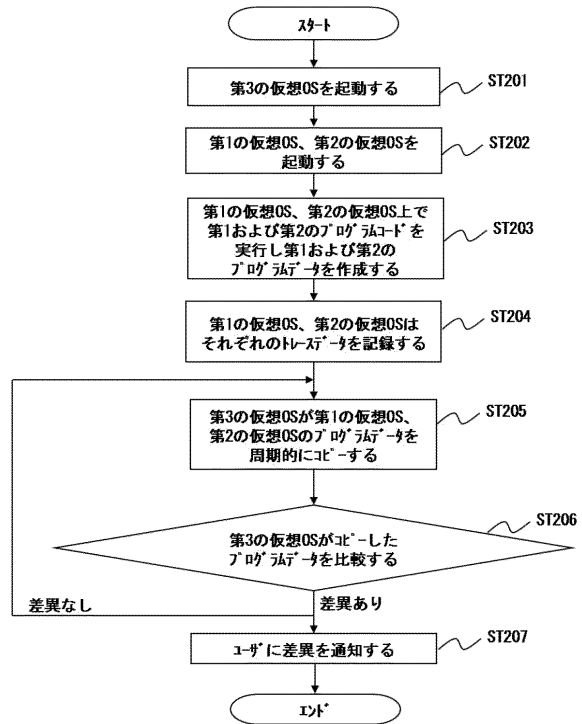 ｽﾀｰﾄ
第3の仮想OSを起動する
ST201
第1の仮想OS、第2の仮想OSを
起動する
ST202
第1の仮想OS、第2の仮想OS上で
第1および第2のﾌﾟﾛｸﾞﾗﾑｺｰﾄﾞを
実行し第1および第2の
ﾌﾟﾛｸﾞﾗﾑﾃﾞｰﾀを作成する
ST203
第1の仮想OS、第2の仮想OSは
それぞれのﾄﾚｰｽﾃﾞｰﾀを記録する
ST204
第3の仮想OSが第1の仮想OS、
第2の仮想OSのﾌﾟﾛｸﾞﾗﾑﾃﾞｰﾀを
周期的にｺﾋﾟｰする
ST205
第3の仮想OSがｺﾋﾟｰした
ﾌﾟﾛｸﾞﾗﾑﾃﾞｰﾀを比較する
ST206
差異なし
差異あり
ﾕｰｻﾞに差異を通知する
ST207
ｴﾝﾄﾞ